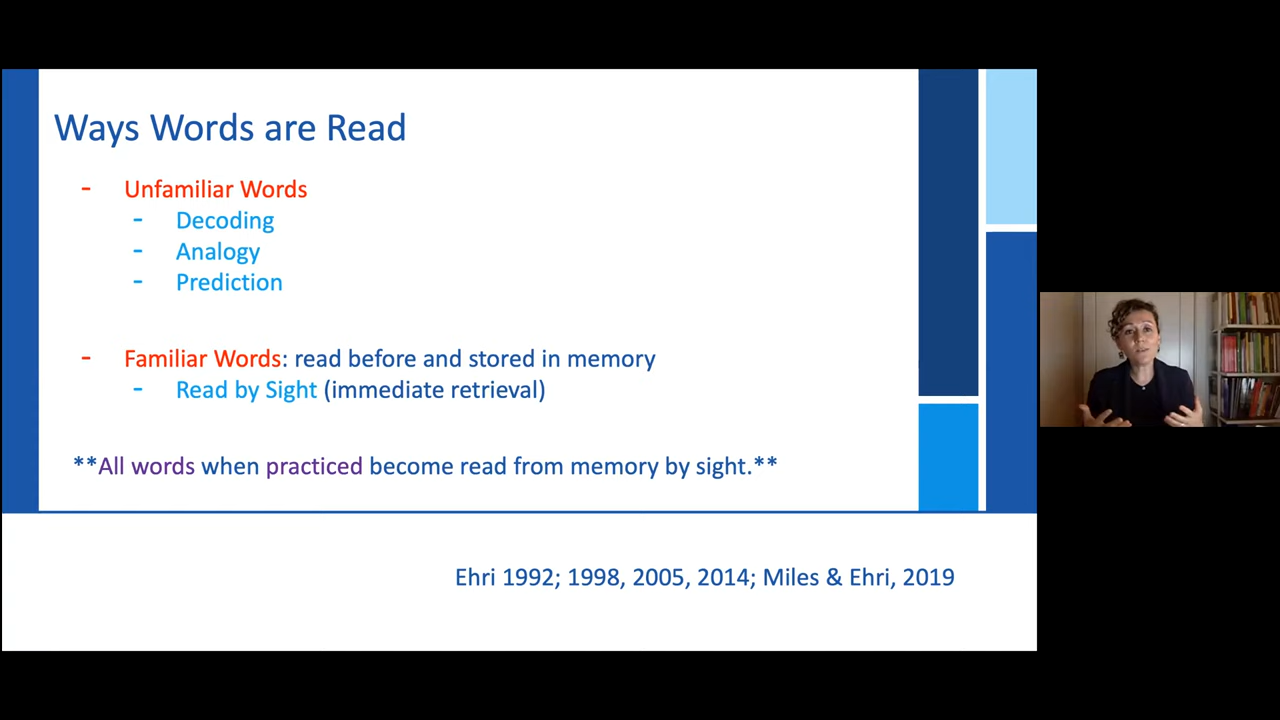 Ways Words are Read
- Unfamiliar Words
- Decoding
- Analogy
- Prediction
- Familiar Words: read before and stored in memory
- Read by Sight (immediate retrieval)
**All words when practiced become read from memory by sight.**
Ehri 1992; 1998, 2005, 2014; Miles & Ehri, 2019